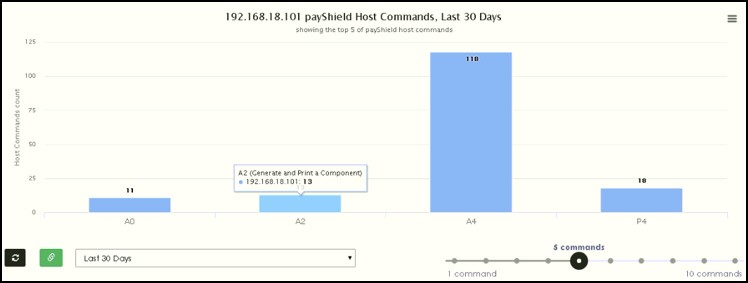 192.168.18.101 payShield Host Commands, Last 30 Days
showing the top 5 of payShield host commands
Host Commands count
125
100
75
50
25
0
118
A2 (Generate and Print a Component)
192.168.18.101: 13
11
18
A0
A2
A4
P4
Last 30 Days
5 commands
1 command
10 commands